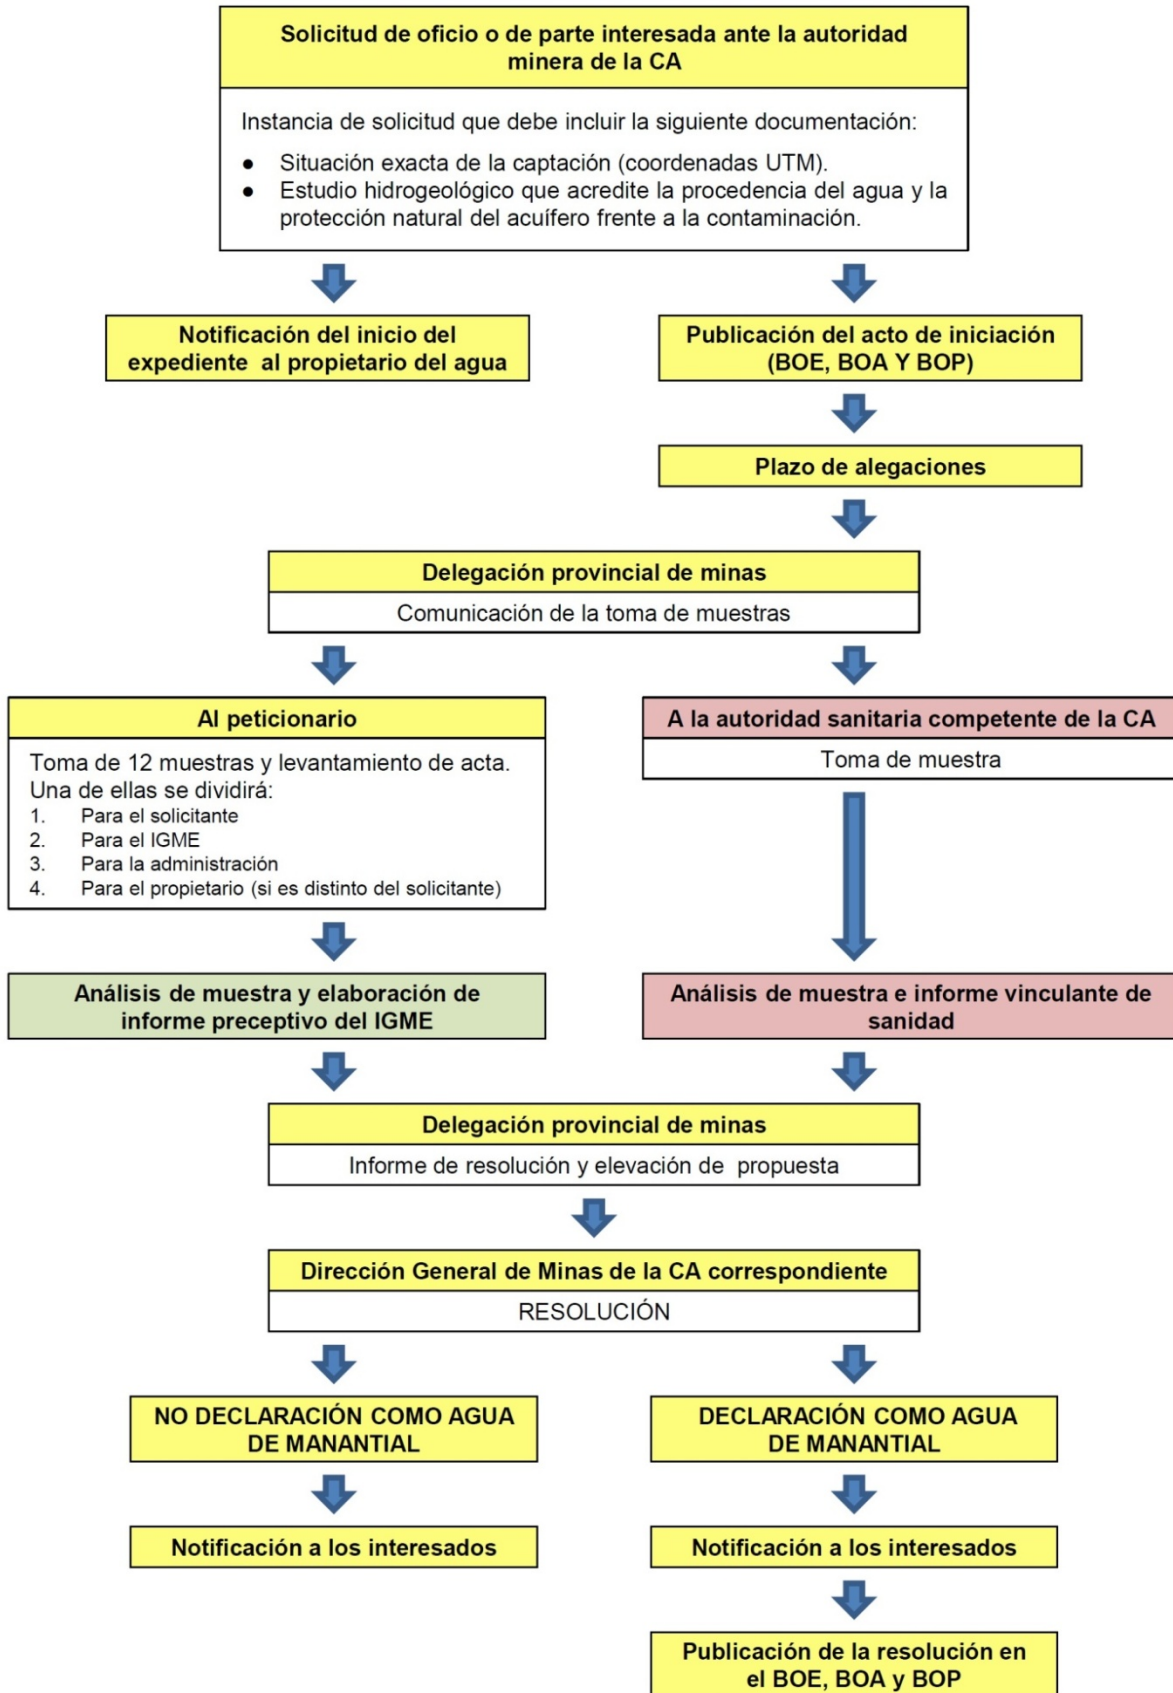 Solicitud de oficio o de parte interesada ante la autoridad
minera de la CA
Instancia de solicitud que debe incluir la siguiente documentación:
● Situación exacta de la captación (coordenadas UTM).
● Estudio hidrogeológico que acredite la procedencia del agua y la
protección natural del acuífero frente a la contaminación.
Notificación del inicio del
expediente al propietario del agua
Publicación del acto de iniciación
(BOE, BOA Y BOP)
Plazo de alegaciones
Delegación provincial de minas
Comunicación de la toma de muestras
Al peticionario
Toma de 12 muestras y levantamiento de acta.
Una de ellas se dividirá:
1. Para el solicitante
2. Para el IGME
3. Para la administración
4. Para el propietario (si es distinto del solicitante)
A la autoridad sanitaria competente de la CA
Toma de muestra
Análisis de muestra y elaboración de
informe preceptivo del IGME
Análisis de muestra e informe vinculante de
sanidad
Delegación provincial de minas
Informe de resolución y elevación de propuesta
Dirección General de Minas de la CA correspondiente
RESOLUCIÓN
NO DECLARACIÓN COMO AGUA
DE MANANTIAL
DECLARACIÓN COMO AGUA
DE MANANTIAL
Notificación a los interesados
Notificación a los interesados
Publicación de la resolución en
el BOE, BOA y BOP